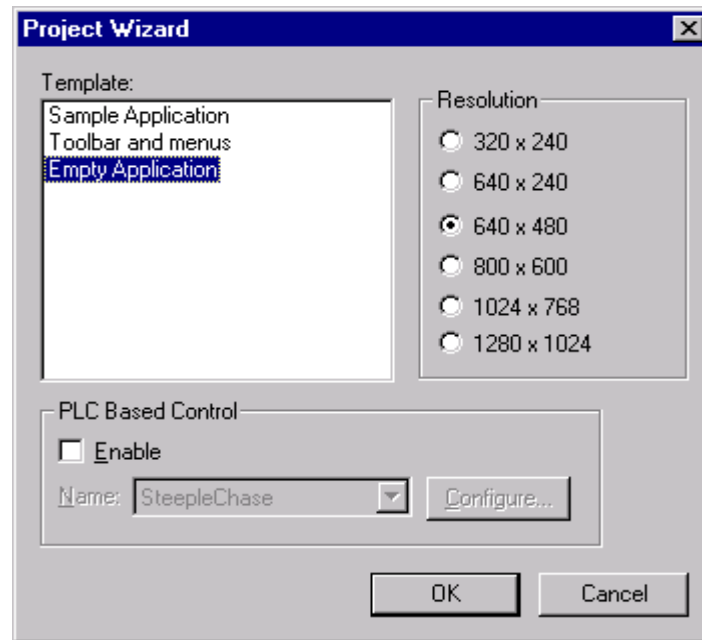 Project Wizard
Template:
Sample Application
Toolbar and menus
Empty Application
Resolution
320 x 240
640 x 240
640 x 480
800 x 600
1024 x 768
1280 x 1024
PLC Based Control
Enable
Name: SteepleChase Configure...
OK Cancel